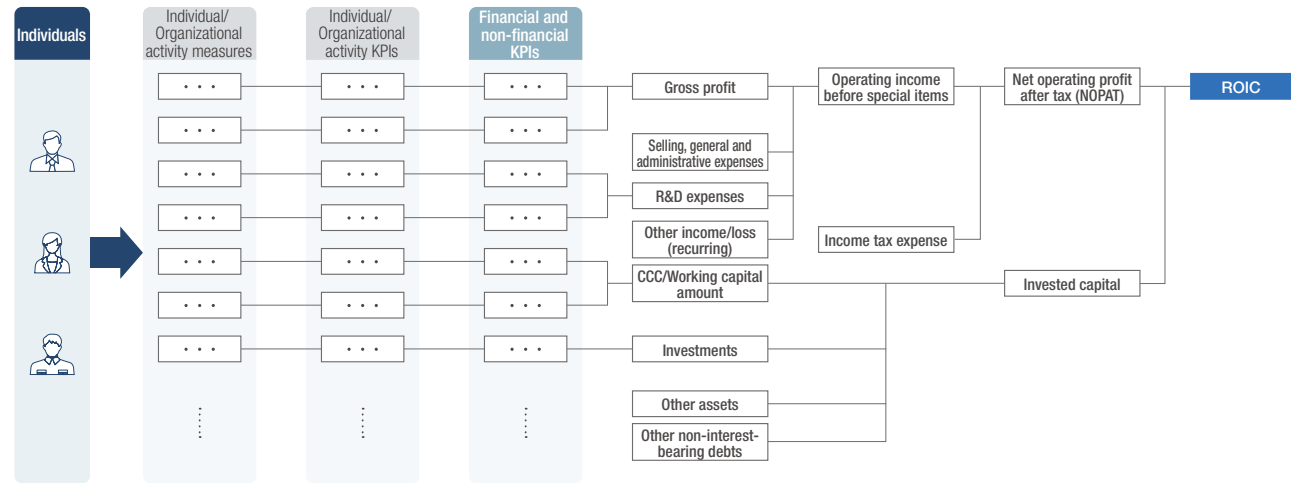 Individuals
Individual/
Organizational
activity measures
Individual/
Organizational
activity KPIs
Financial and
non-financial
KPIs
• • • • • • • • •
Gross profit
Operating income
before special items
Net operating profit
after tax (NOPAT)
ROIC
• • • • • • • • •
Selling, general and
administrative expenses
• • • • • • • • •
R&D expenses
• • • • • • • • •
Other income/loss
(recurring)
Income tax expense
• • • • • • • • •
CCC/Working capital
amount
Invested capital
• • • • • • • • •
• • • • • • • • •
Investments
Other assets
Other non-interest-
bearing debts